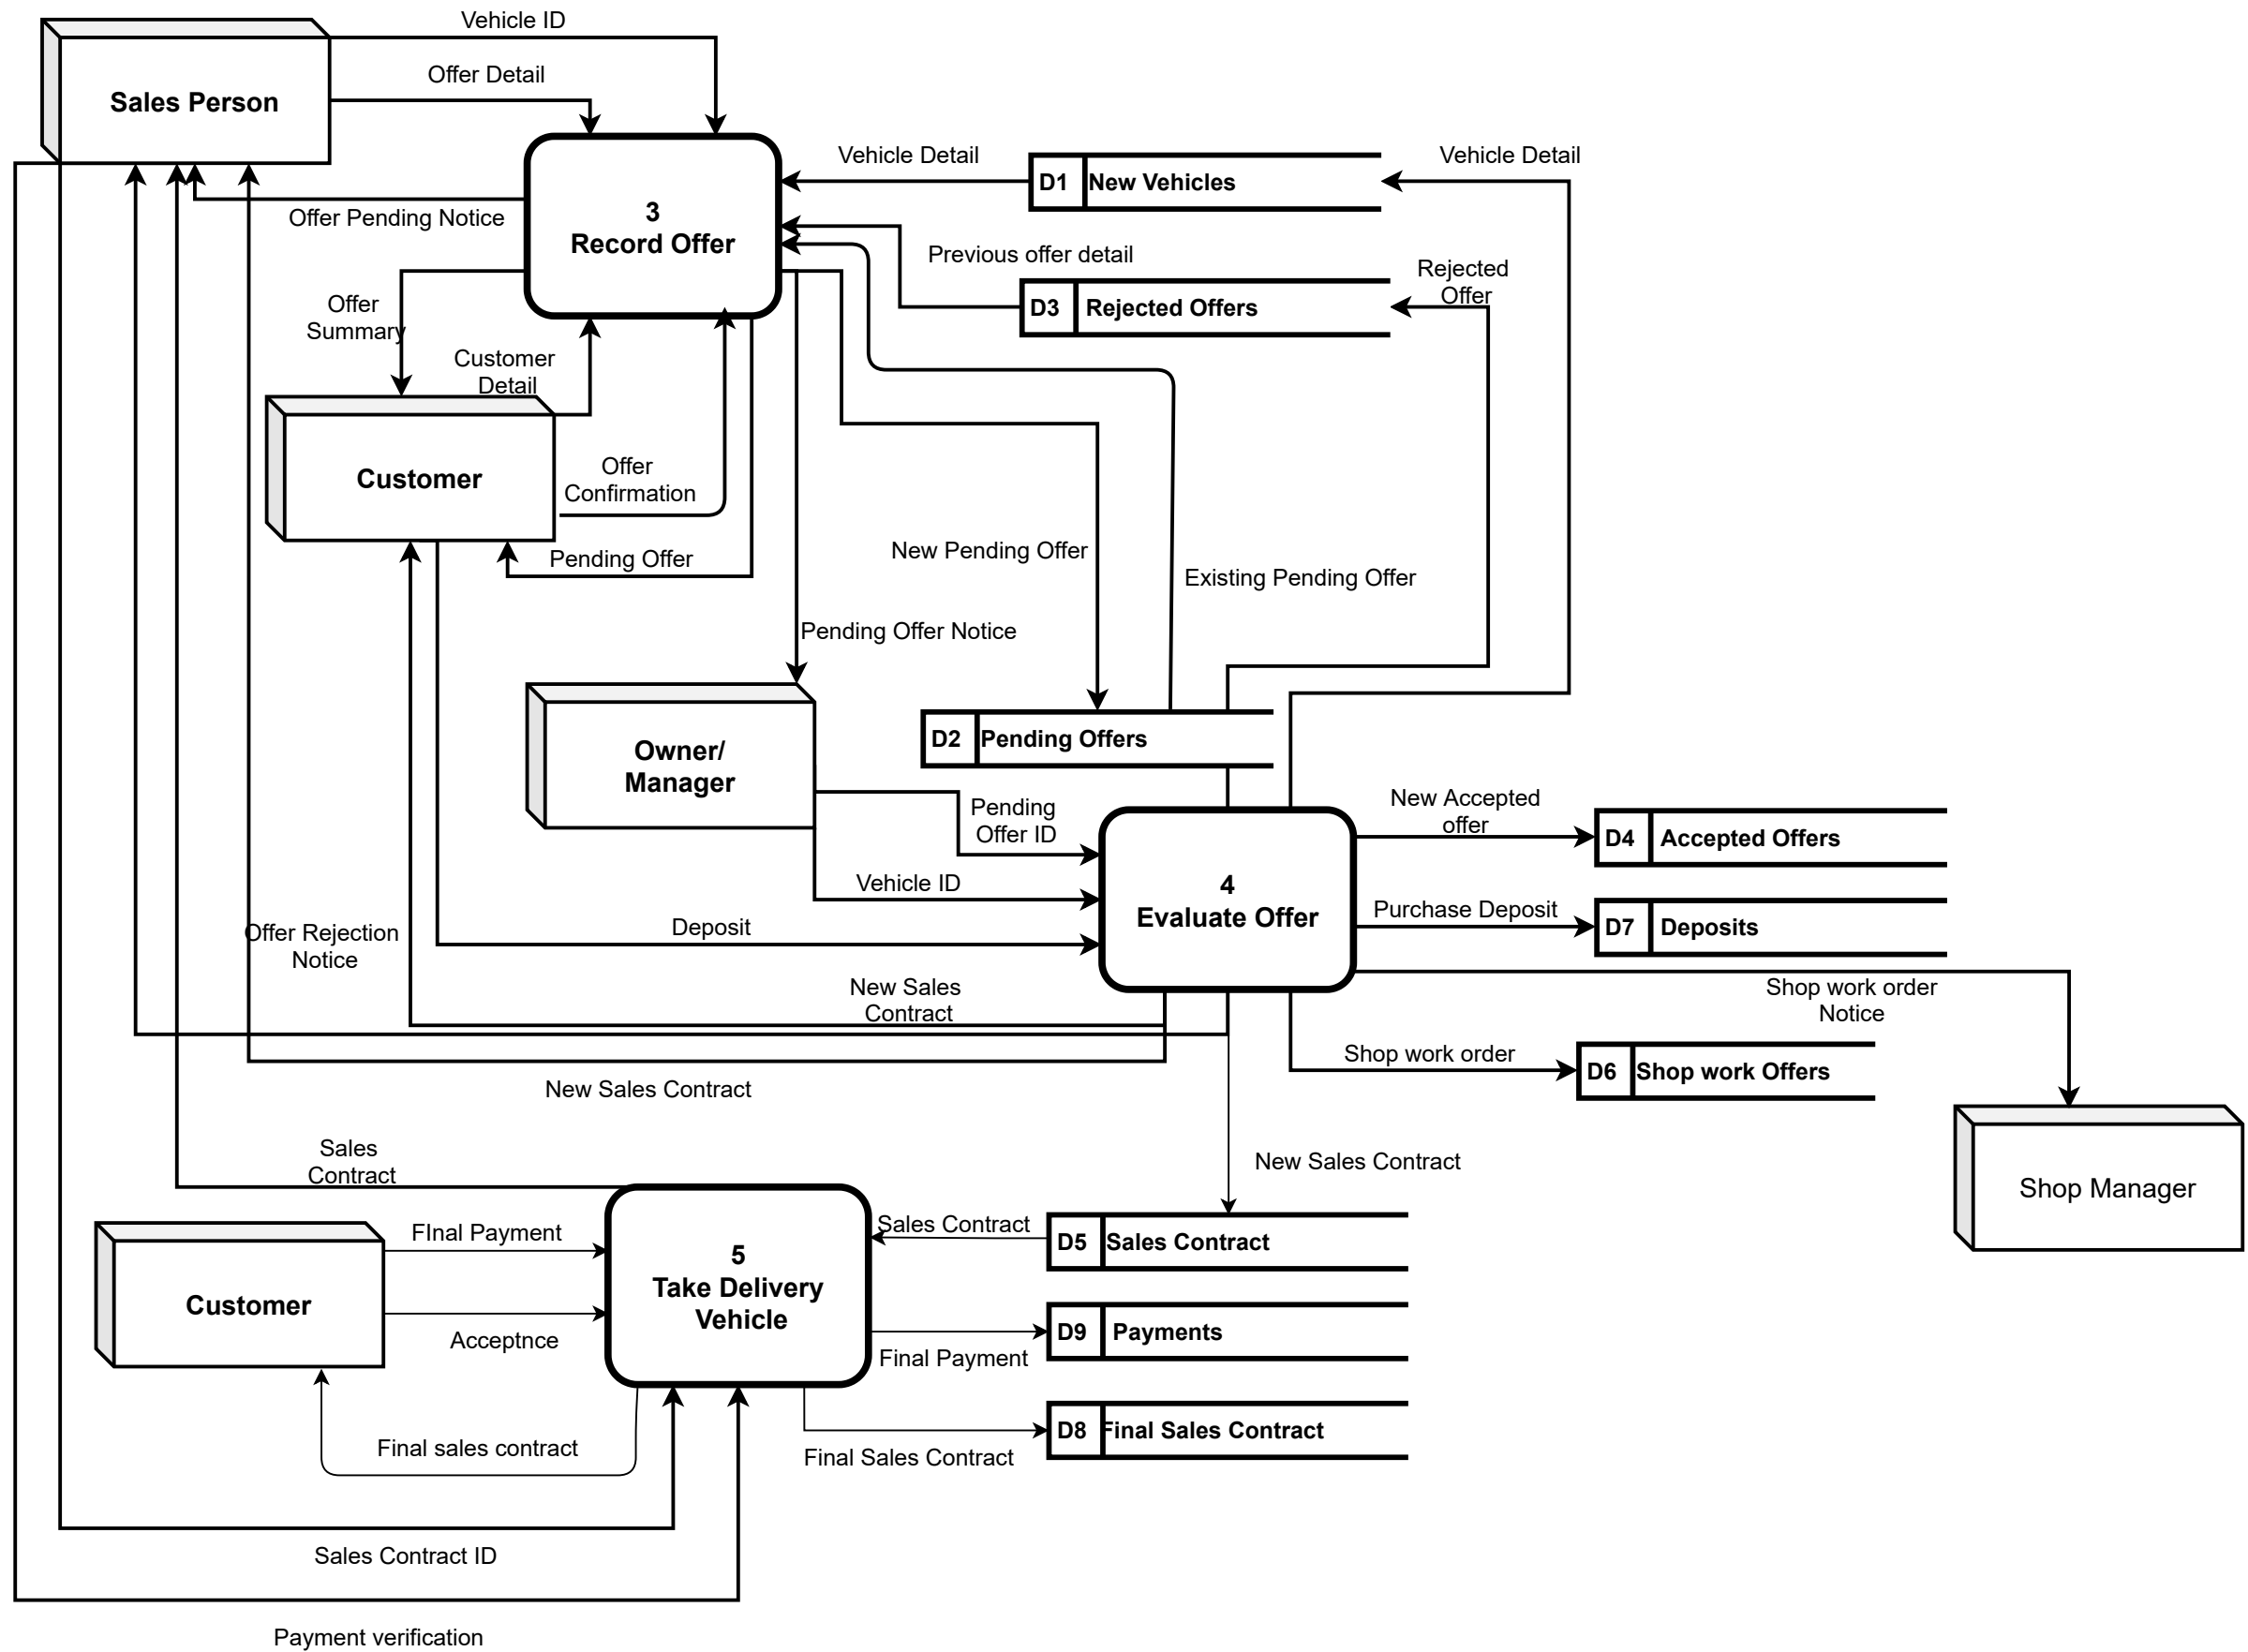 Vehicle ID
Offer Detail
Sales Person
Vehicle Detail
D1 New Vehicles
Vehicle Detail
Offer Pending Notice
3
Record Offer
Previous offer detail
Rejected
Offer
D3 Rejected Offers
Offer
Summary
Customer
Detail
Customer
Offer
Confirmation
Pending Offer
New Pending Offer
Existing Pending Offer
Pending Offer Notice
Owner/
Manager
D2 Pending Offers
Pending
Offer ID
New Accepted
offer
D4 Accepted Offers
Vehicle ID
4
Evaluate Offer
Purchase Deposit
D7 Deposits
Deposit
Offer Rejection
Notice
New Sales
Contract
Shop work order
Notice
Shop work order
D6 Shop work Offers
New Sales Contract
Sales
Contract
New Sales Contract
Shop Manager
FInal Payment
Sales Contract
D5 Sales Contract
5
Take Delivery
Vehicle
Customer
Acceptnce
D9 Payments
Final Payment
Final sales contract
D8 Final Sales Contract
Final Sales Contract
Sales Contract ID
Payment verification